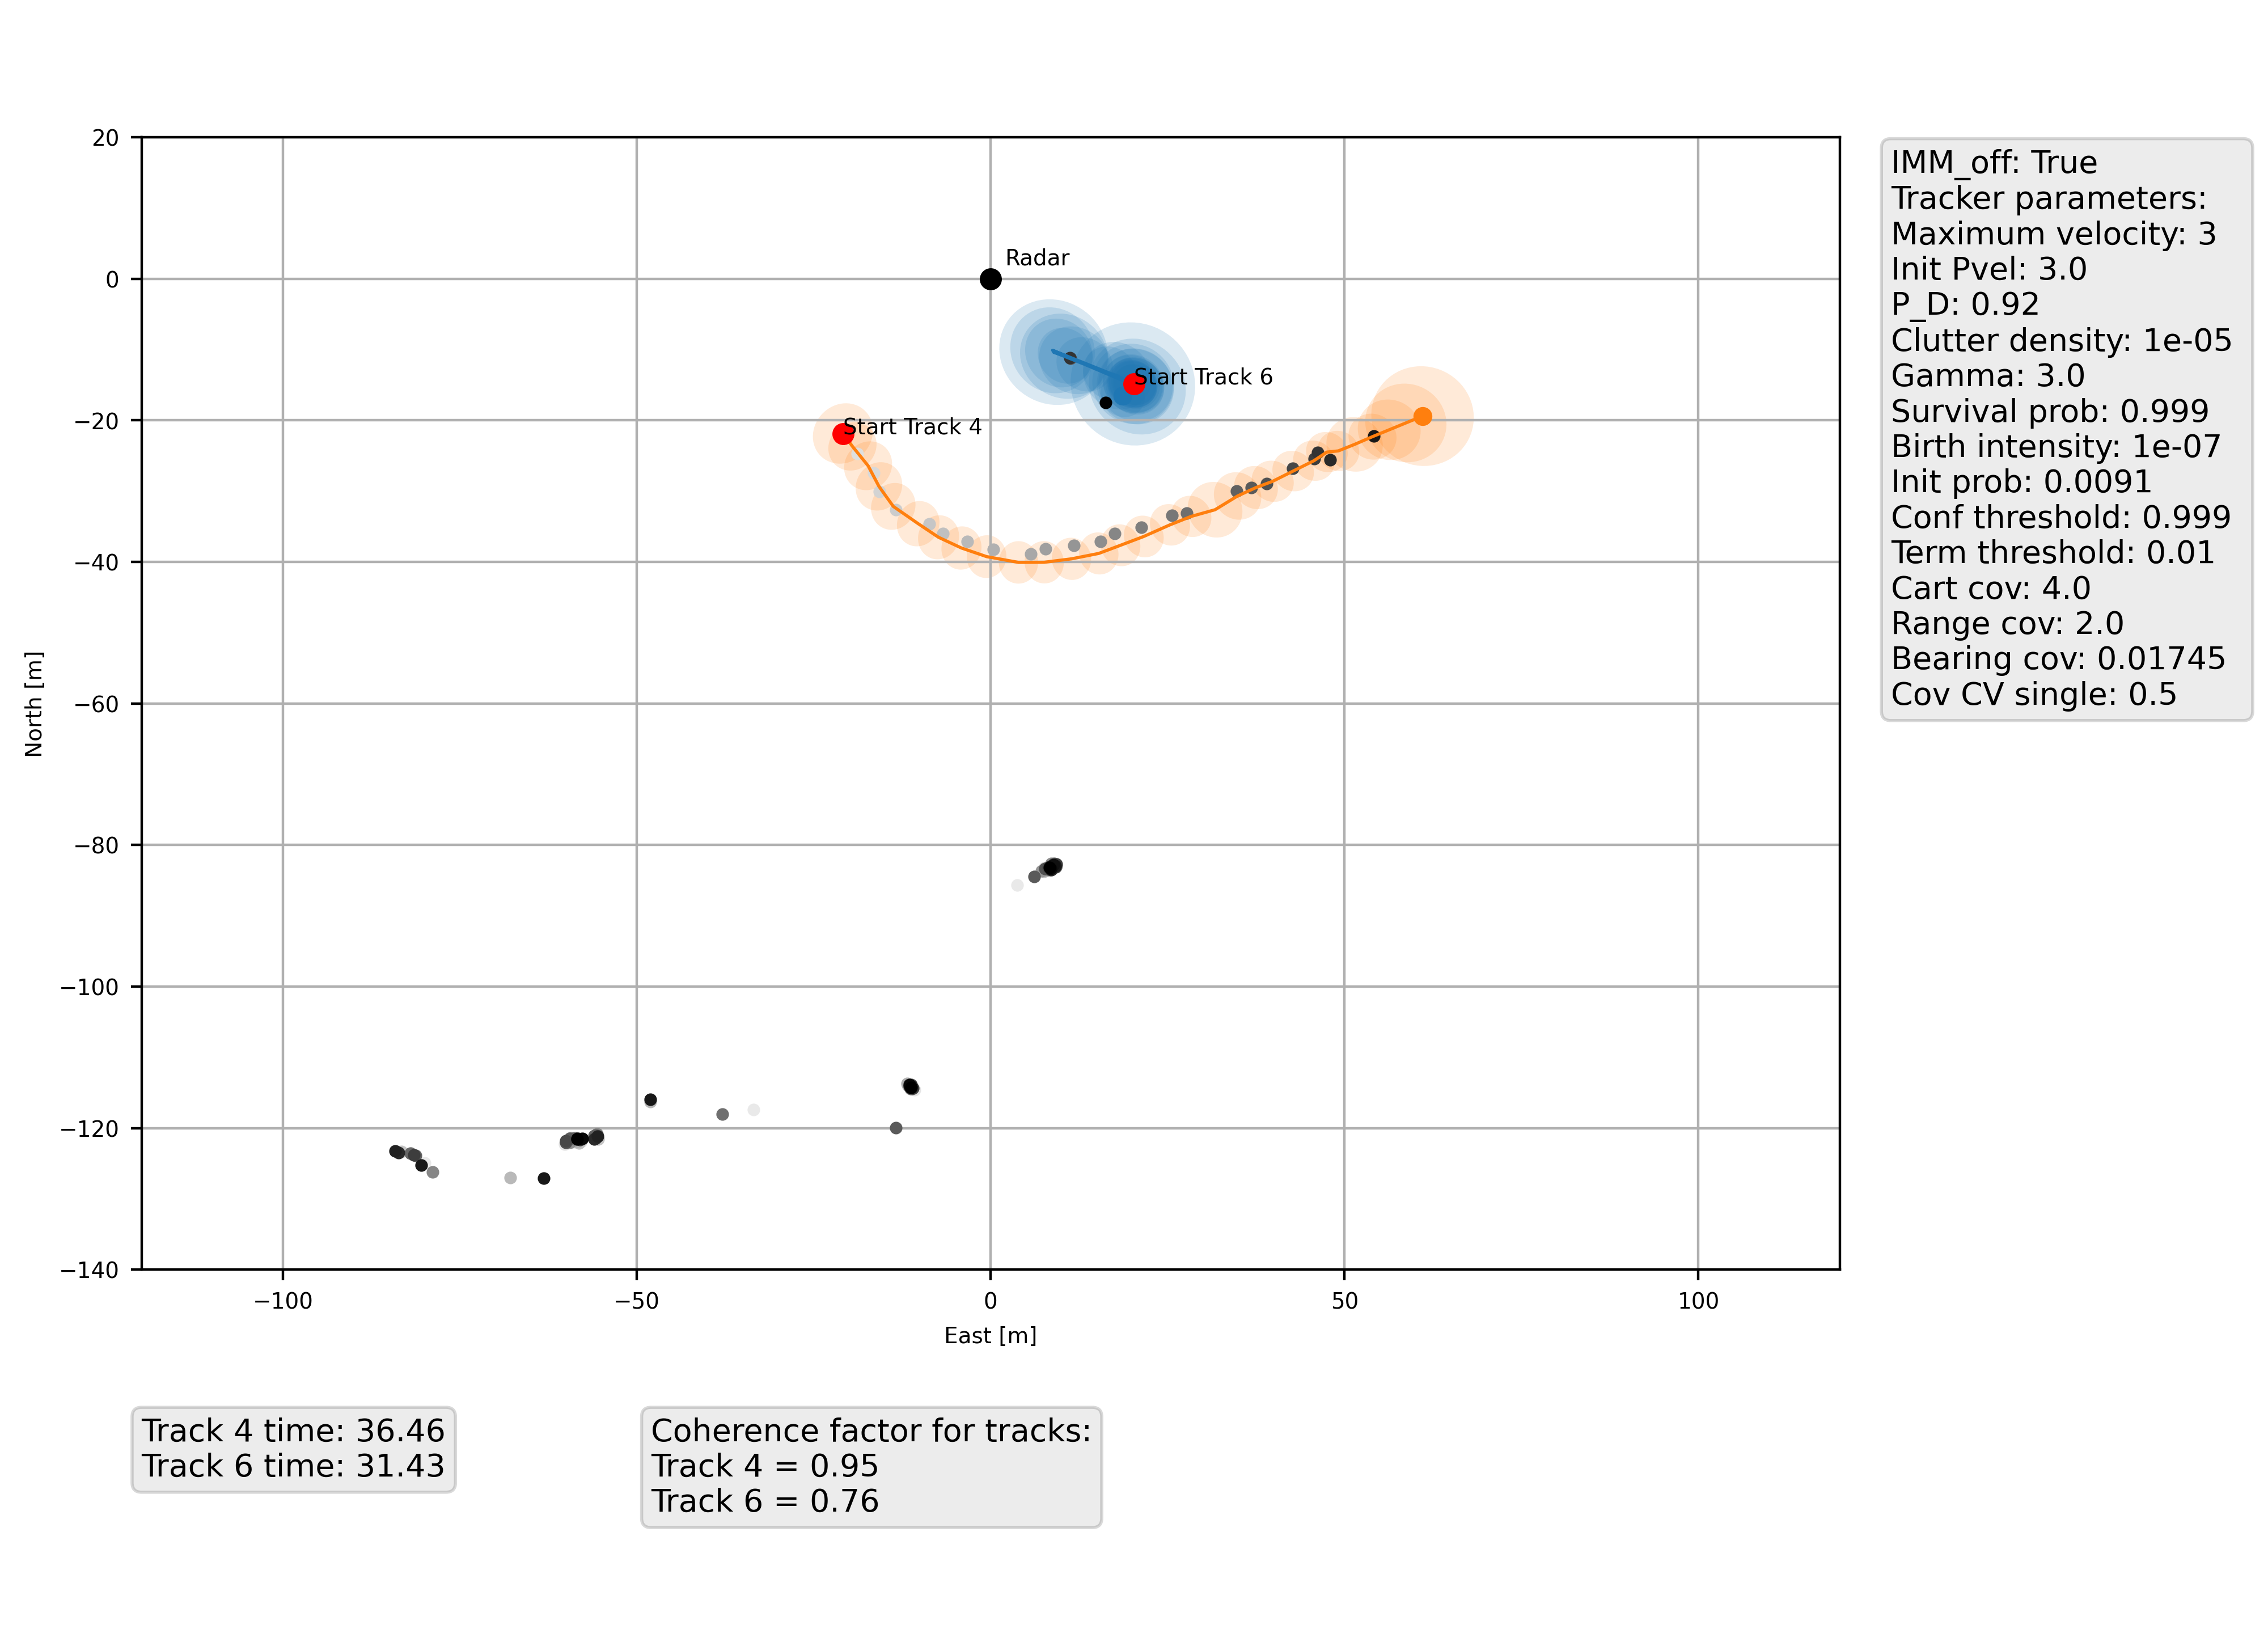 20
0
−20
−40
−60
−80
−100
−120
−140
North [m]
Radar
Start Track 6
Start Track 4
−100
−50
0
50
100
East [m]
IMM_off: True
Tracker parameters:
Maximum velocity: 3
Init Pvel: 3.0
P_D: 0.92
Clutter density: 1e-05
Gamma: 3.0
Survival prob: 0.999
Birth intensity: 1e-07
Init prob: 0.0091
Conf threshold: 0.999
Term threshold: 0.01
Cart cov: 4.0
Range cov: 2.0
Bearing cov: 0.01745
Cov CV single: 0.5
Track 4 time: 36.46
Track 6 time: 31.43
Coherence factor for tracks:
Track 4 = 0.95
Track 6 = 0.76